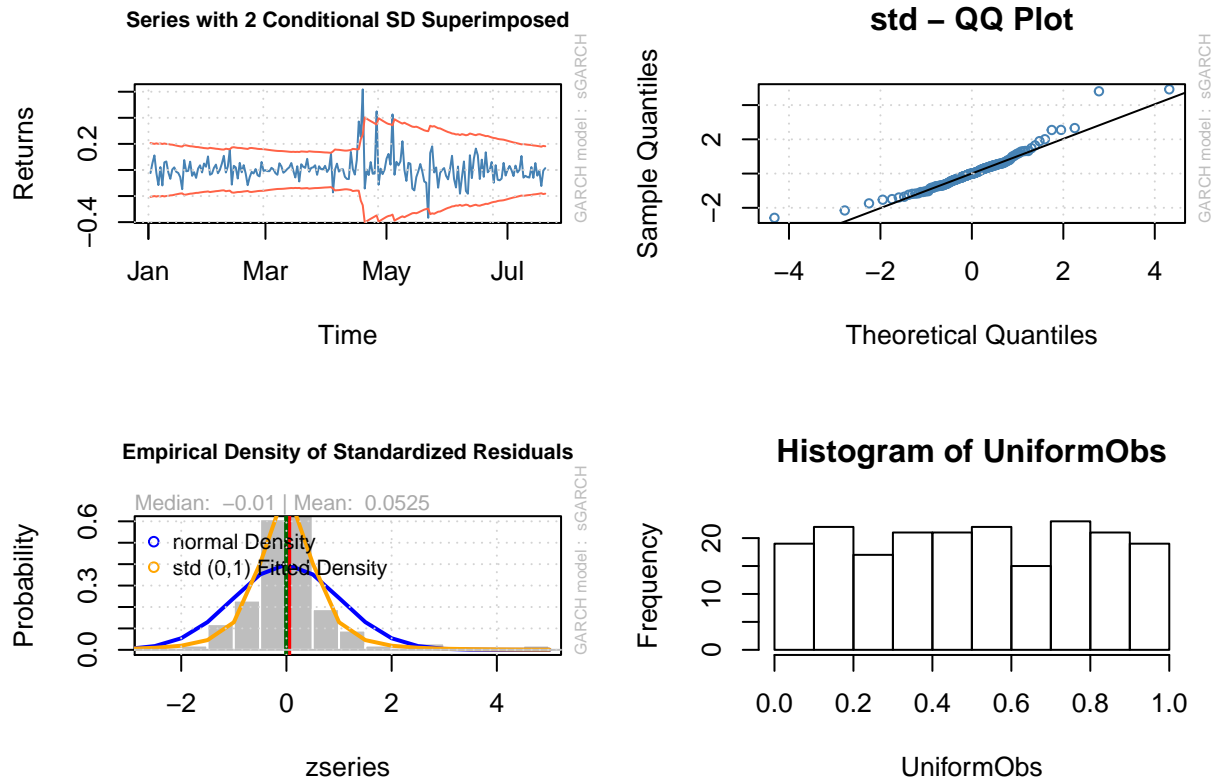 Series with 2 Conditional SD Superimposed
Returns
0.2
−0.4
Jan Mar May Jul
Time
GARCH model : sGARCH
std − QQ Plot
Sample Quantiles
2
−2
−4 −2 0 2 4
Theoretical Quantiles
GARCH model : sGARCH
Empirical Density of Standardized Residuals
Median: −0.01 | Mean: 0.0525
Probability
0.6
0.3
0.0
normal Density
std (0,1) Fitted Density
−2 0 2 4
zseries
GARCH model : sGARCH
Histogram of UniformObs
Frequency
20
10
0
0.0 0.2 0.4 0.6 0.8 1.0
UniformObs